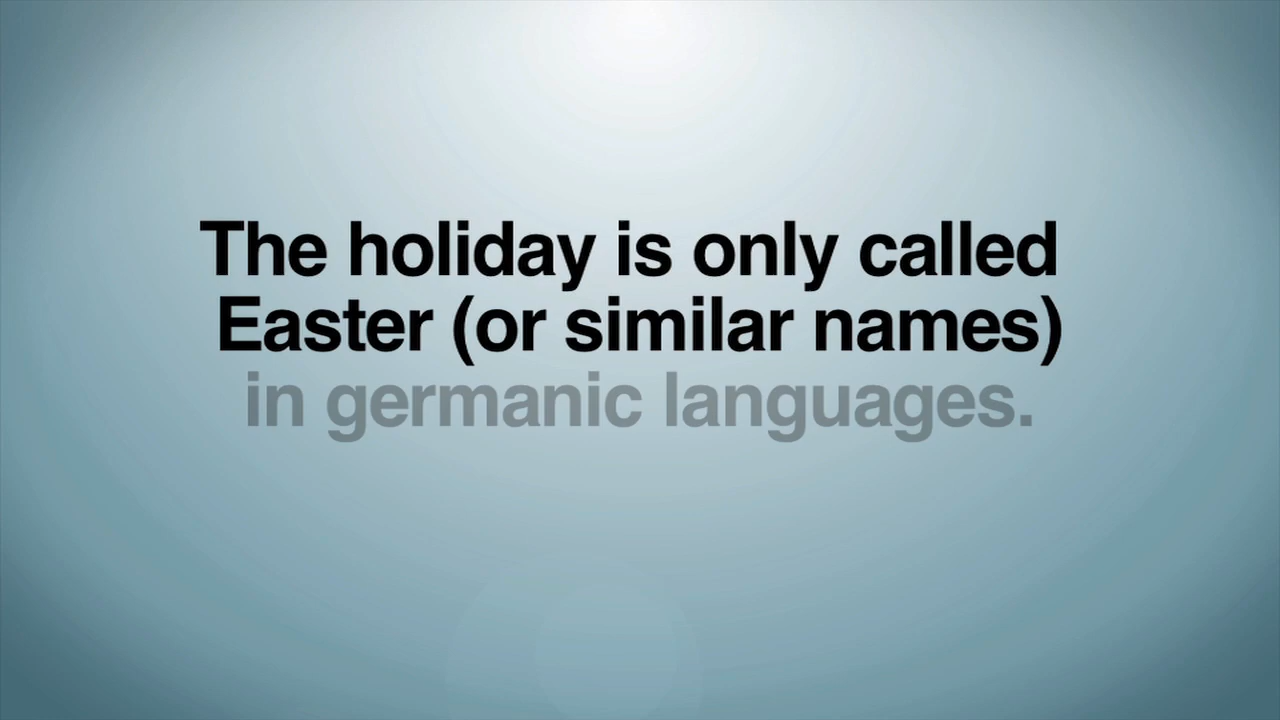 The holiday is only called
Easter (or similar names)
in germanic languages.